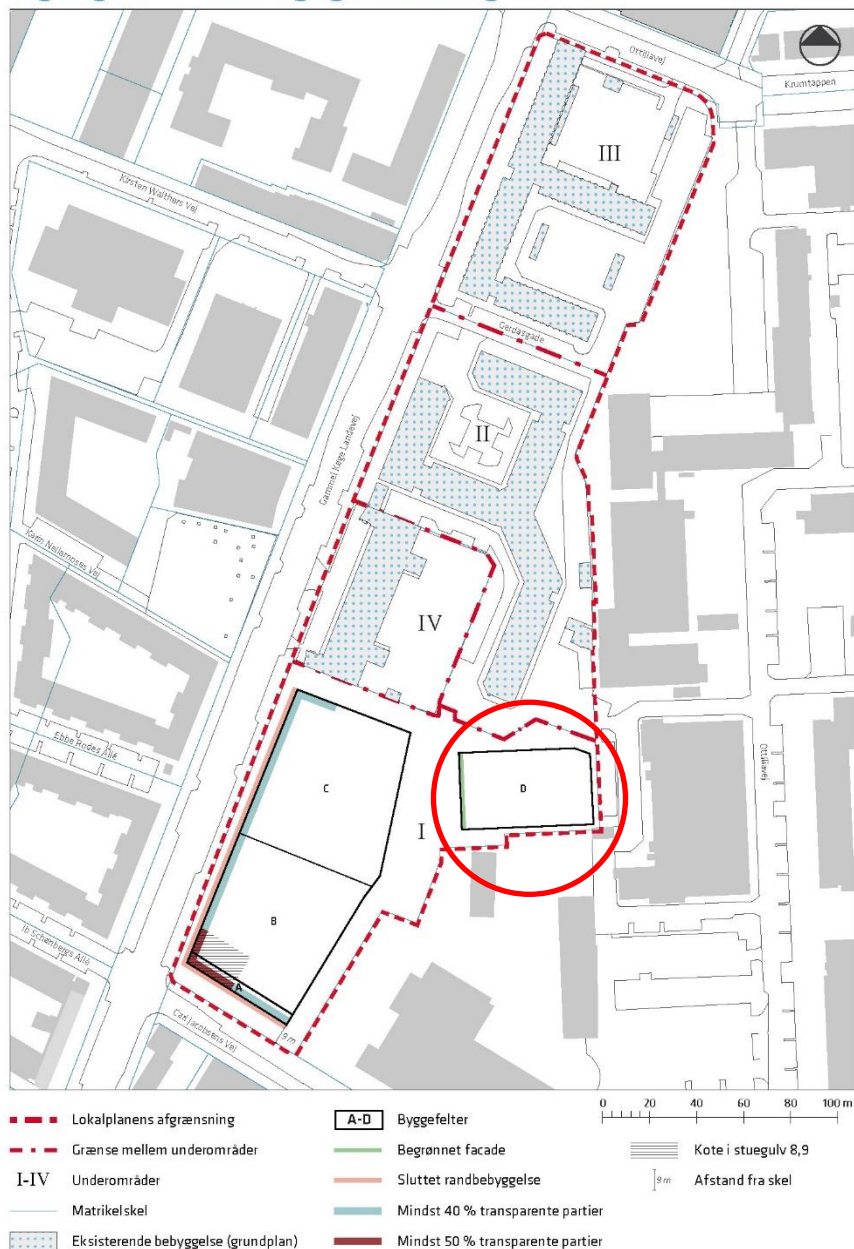 Ottiliavej
Krumtappen
III
Kirsten Walthers Vej
Gerdasgade
II
Gammel Køge Landevej
Karin Nellemoses Vej
IV
Ebbe Rodes Allé
Ottiliavej
C
D
I
B
Ib Schønbergs Allé
A
9 m
Carl Jacobsens Vej
0 20 40 60 80 100 m
Lokalplanens afgrænsning
Grænse mellem underområder
I-IV Underområder
Matrikelskel
Eksisterende bebyggelse (grundplan)
A-D Byggefelter
Begrønnet facade
Sluttet randbebyggelse
Mindst 40 % transparente partier
Mindst 50 % transparente partier
Kote i stuegulv 8,9
9 m Afstand fra skel